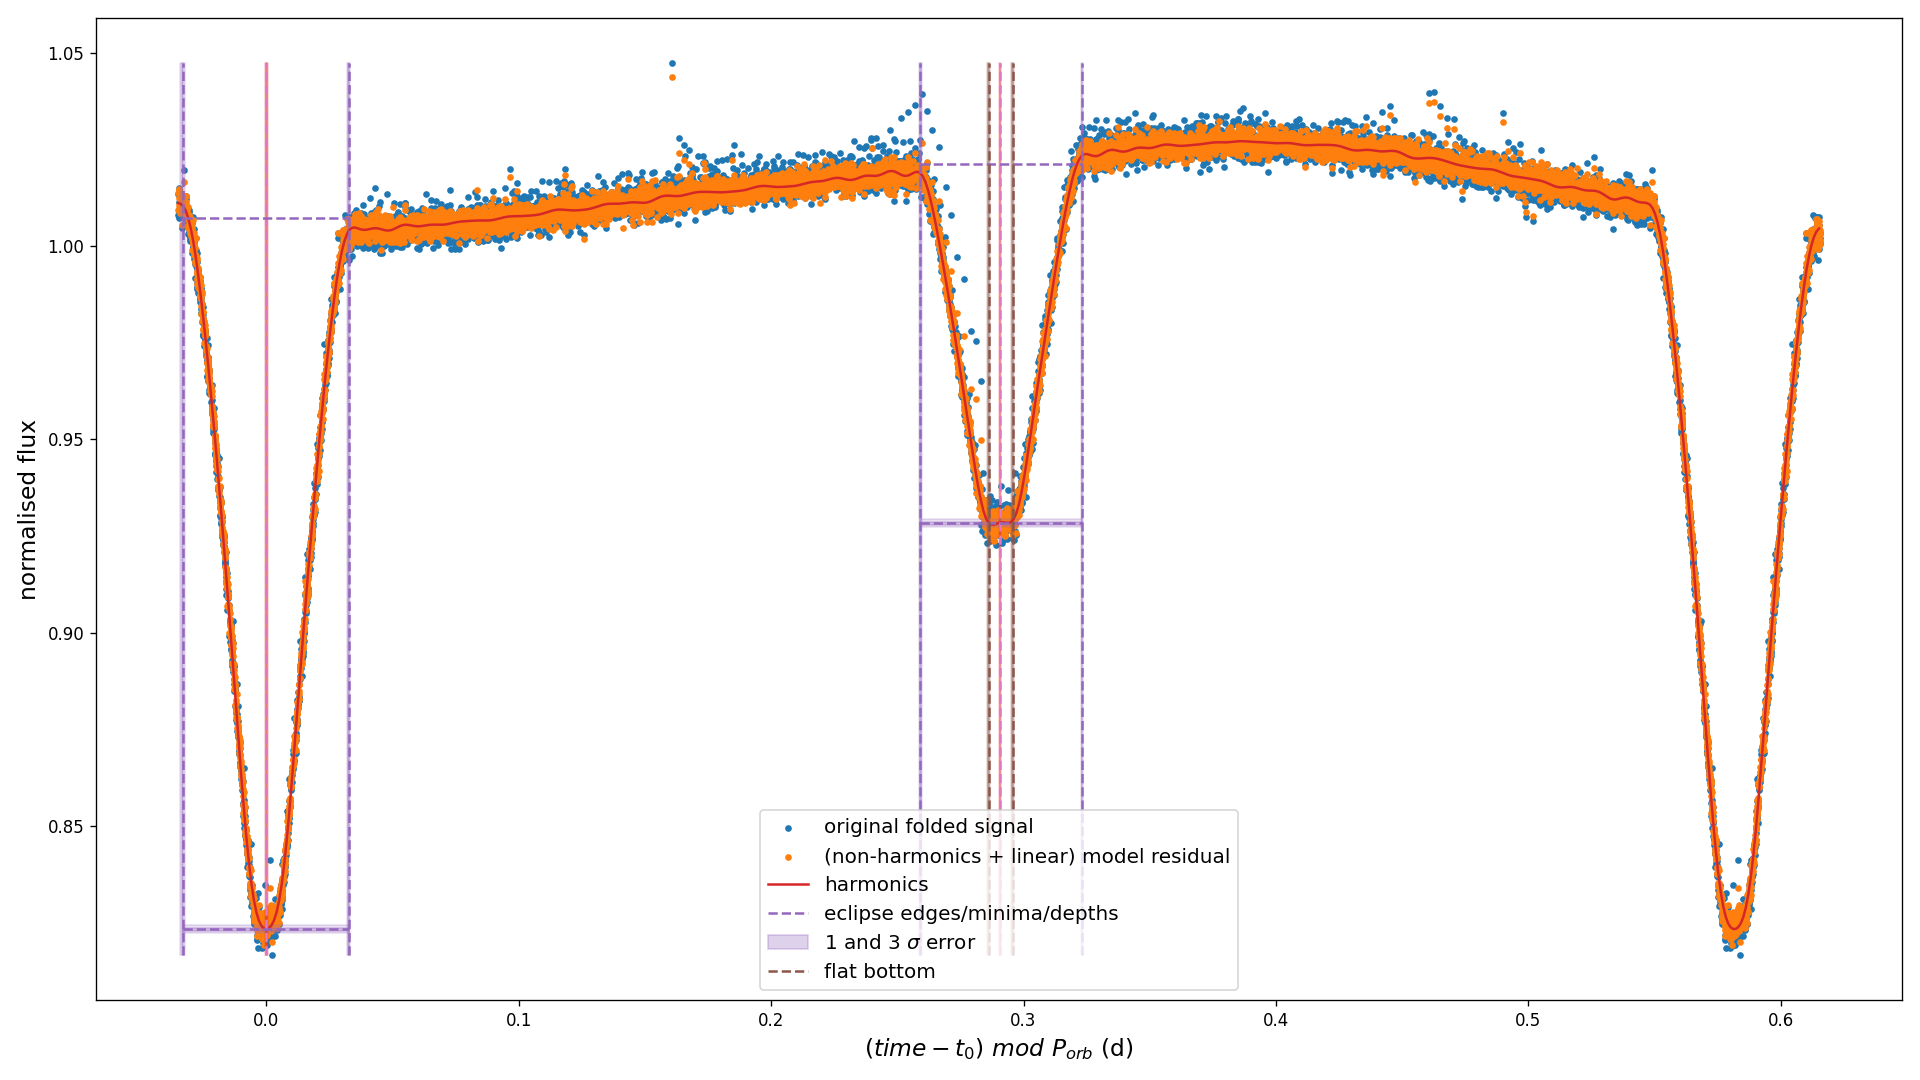 normalised flux
1.05
1.00
0.95
0.90
0.85
original folded signal
(non-harmonics + linear) model residual
harmonics
eclipse edges/minima/depths
1 and 3 σ error
flat bottom
0.0 0.1 0.2 0.3 0.4 0.5 0.6
(time − t₀) mod Pₒᵣb (d)